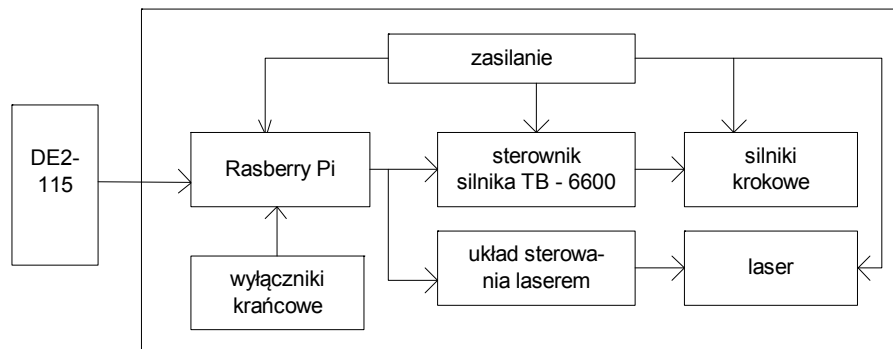 zasilanie
DE2-
115
Rasberry Pi
sterownik
silnika TB - 6600
silniki
krokowe
wyłączniki
krańcowe
układ sterowa-
nia laserem
laser